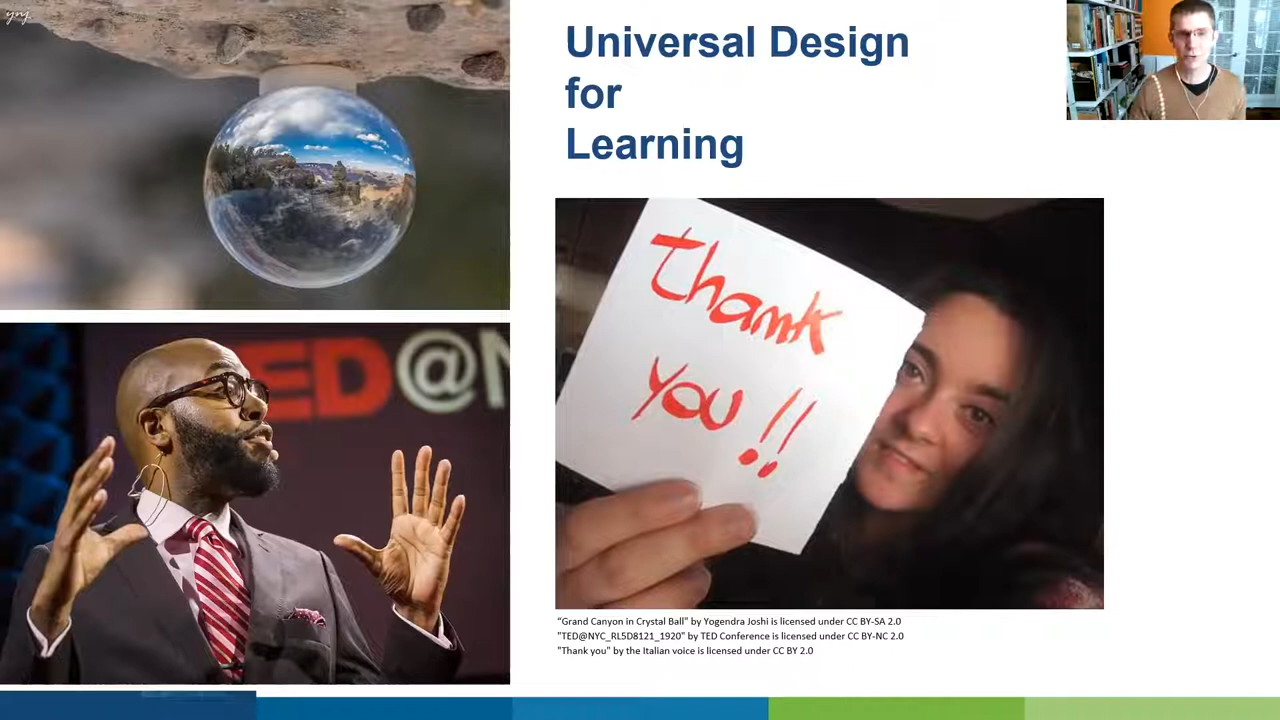 ynj.
Universal Design
for
Learning
TED@N
Thank
you!!
“Grand Canyon in Crystal Ball” by Yogendra Joshi is licensed under CC BY-SA 2.0
"TED@NYC_RL5D8121_1920" by TED Conference is licensed under CC BY-NC 2.0
"Thank you" by the Italian voice is licensed under CC BY 2.0